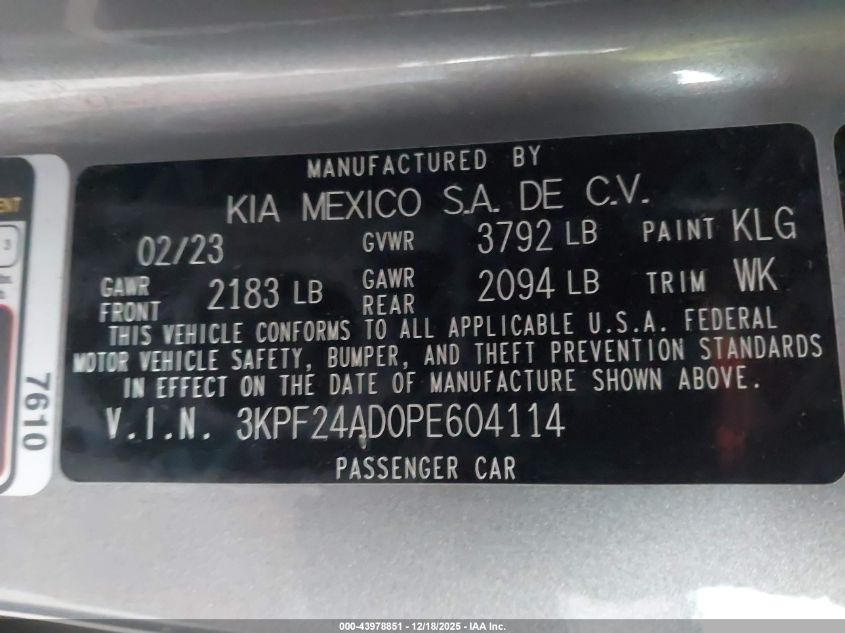 MANUFACTURED BY
KIA MEXICO S.A. DE C.V.
02/23 GVWR 3792 LB PAINT KLG
GAWR FRONT 2183 LB GAWR REAR 2094 LB TRIM WK
THIS VEHICLE CONFORMS TO ALL APPLICABLE U.S.A. FEDERAL
MOTOR VEHICLE SAFETY, BUMPER, AND THEFT PREVENTION STANDARDS
IN EFFECT ON THE DATE OF MANUFACTURE SHOWN ABOVE.
V.I.N. 3KPF24AD0PE604114
PASSENGER CAR
7610
000-43978851 - 12/18/2025 - IAA Inc.